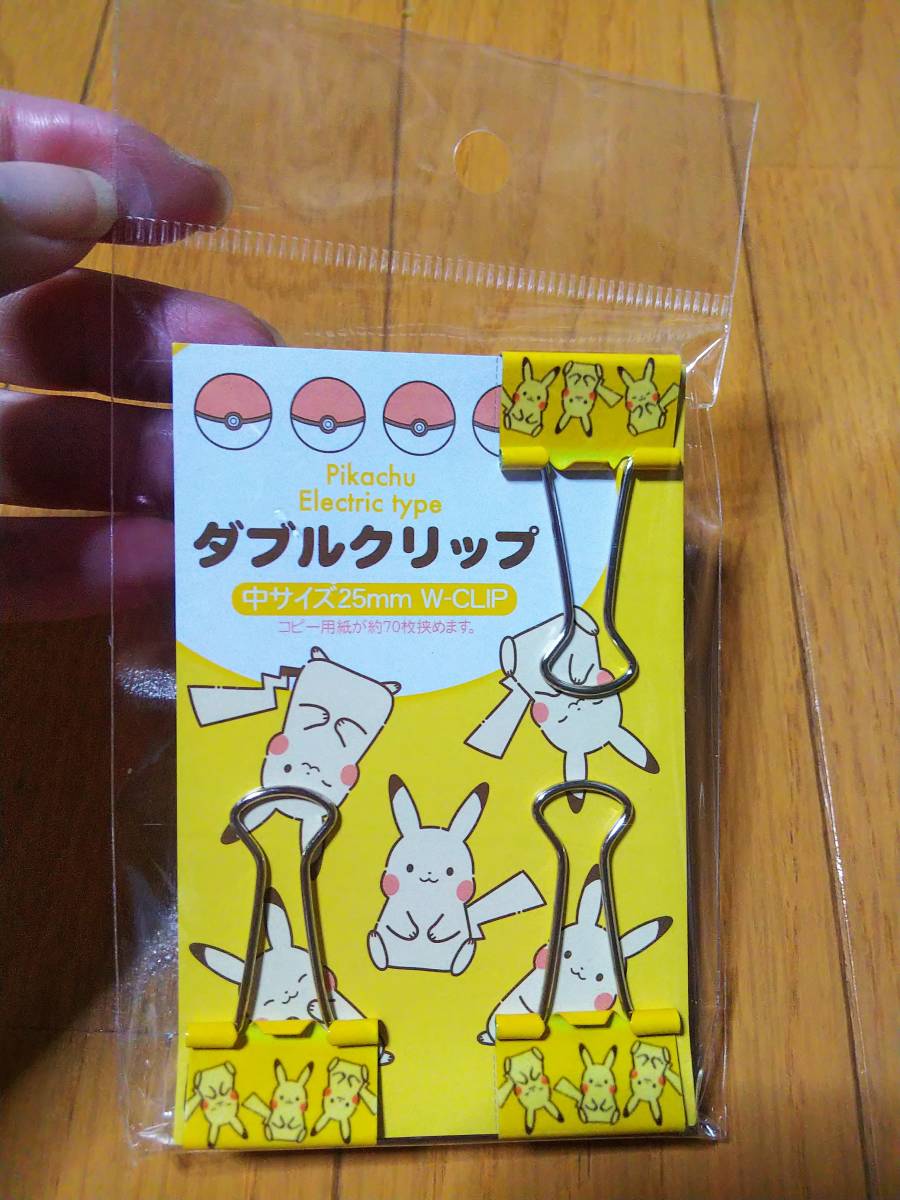 Pikachu
Electric type
ダブルクリップ
中サイズ25mm W-CLIP
コピー用紙が約70枚挟めます。